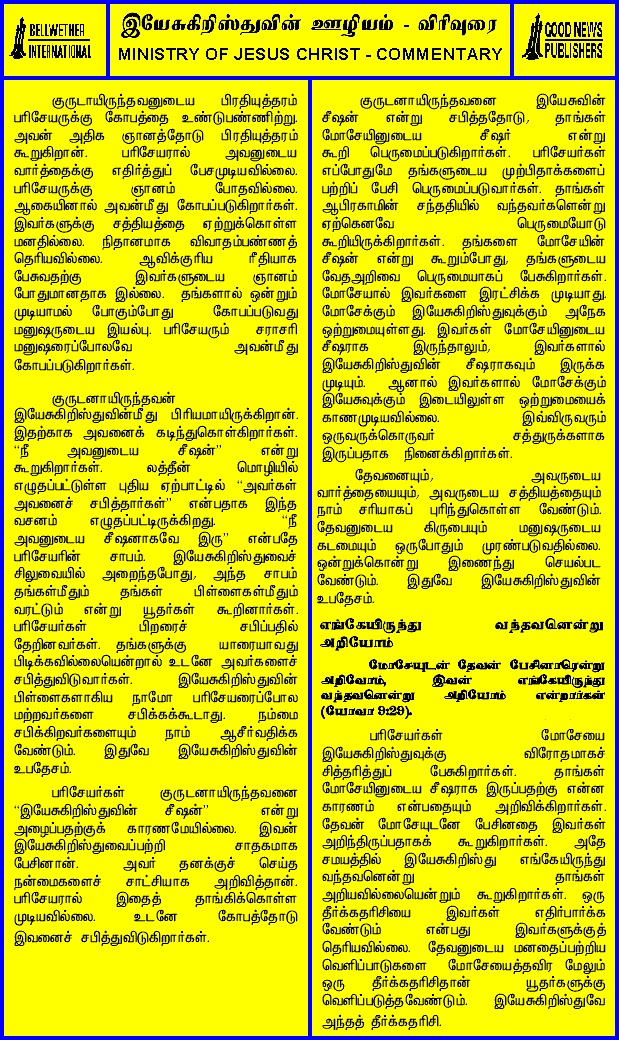 BELLWETHER
INTERNATIONAL
இயேசுகிறிஸ்துவின் ஊழியம் - விரிவுரை
MINISTRY OF JESUS CHRIST - COMMENTARY
GOOD NEWS
PUBLISHERS
குருடாயிருந்தவனுடைய பிரதியுத்தரம்
பரிசேயருக்கு கோபத்தை உண்டுபண்ணிற்று.
அவன் அதிக ஞானத்தோடு பிரதியுத்தரம்
கூறுகிறான். பரிசேயரால் அவனுடைய
வார்த்தைக்கு எதிர்த்துப் பேசமுடியவில்லை.
பரிசேயருக்கு ஞானம் போதவில்லை.
ஆகையினால் அவன்மீது கோபப்படுகிறார்கள்.
இவர்களுக்கு சத்தியத்தை ஏற்றுக்கொள்ள
மனதில்லை. நிதானமாக விவாதம்பண்ணத்
தெரியவில்லை. ஆவிக்குரிய ரீதியாக
பேசுவதற்கு இவர்களுடைய ஞானம்
போதுமானதாக இல்லை. தங்களால் ஒன்றும்
முடியாமல் போகும்போது கோபப்படுவது
மனுஷருடைய இயல்பு. பரிசேயரும் சராசரி
மனுஷரைப்போலவே அவன்மீது
கோபப்படுகிறார்கள்.
குருடனாயிருந்தவன்
இயேசுகிறிஸ்துவின்மீது பிரியமாயிருக்கிறான்.
இதற்காக அவனைக் கடிந்துகொள்கிறார்கள்.
“நீ அவனுடைய சீஷன்” என்று
கூறுகிறார்கள். லத்தீன் மொழியில்
எழுதப்பட்டுள்ள புதிய ஏற்பாட்டில் “அவர்கள்
அவனைச் சபித்தார்கள்” என்பதாக இந்த
வசனம் எழுதப்பட்டிருக்கிறது. “நீ
அவனுடைய சீஷனாகவே இரு” என்பதே
பரிசேயரின் சாபம். இயேசுகிறிஸ்துவைச்
சிலுவையில் அறைந்தபோது, அந்த சாபம்
தங்கள்மீதும் தங்கள் பிள்ளைகள்மீதும்
வரட்டும் என்று யூதர்கள் கூறினார்கள்.
பரிசேயர்கள் பிறரைச் சபிப்பதில்
தேறினவர்கள். தங்களுக்கு யாரையாவது
பிடிக்கவில்லையென்றால் உடனே அவர்களைச்
சபித்துவிடுவார்கள். இயேசுகிறிஸ்துவின்
பிள்ளைகளாகிய நாமோ பரிசேயரைப்போல
மற்றவர்களை சபிக்கக்கூடாது. நம்மை
சபிக்கிறவர்களையும் நாம் ஆசீர்வதிக்க
வேண்டும். இதுவே இயேசுகிறிஸ்துவின்
உபதேசம்.
பரிசேயர்கள் குருடனாயிருந்தவனை
“இயேசுகிறிஸ்துவின் சீஷன்” என்று
அழைப்பதற்குக் காரணமேயில்லை. இவன்
இயேசுகிறிஸ்துவைப்பற்றி சாதகமாக
பேசினான். அவர் தனக்குச் செய்த
நன்மைகளைச் சாட்சியாக அறிவித்தான்.
பரிசேயரால் இதைத் தாங்கிக்கொள்ள
முடியவில்லை. உடனே கோபத்தோடு
இவனைச் சபித்துவிடுகிறார்கள்.
குருடனாயிருந்தவனை இயேசுவின்
சீஷன் என்று சபித்ததோடு, தாங்கள்
மோசேயினுடைய சீஷர் என்று
கூறி பெருமைப்படுகிறார்கள். பரிசேயர்கள்
எப்போதுமே தங்களுடைய முற்பிதாக்களைப்
பற்றிப் பேசி பெருமைப்படுவார்கள். தாங்கள்
ஆபிரகாமின் சந்ததியில் வந்தவர்களென்று
ஏற்கெனவே பெருமையோடு
கூறியிருக்கிறார்கள். தங்களை மோசேயின்
சீஷன் என்று கூறும்போது, தங்களுடைய
வேதஅறிவை பெருமையாகப் பேசுகிறார்கள்.
மோசேயால் இவர்களை இரட்சிக்க முடியாது.
மோசேக்கும் இயேசுகிறிஸ்துவுக்கும் அநேக
ஒற்றுமையுள்ளது. இவர்கள் மோசேயினுடைய
சீஷராக இருந்தாலும், இவர்களால்
இயேசுகிறிஸ்துவின் சீஷராகவும் இருக்க
முடியும். ஆனால் இவர்களால் மோசேக்கும்
இயேசுவுக்கும் இடையிலுள்ள ஒற்றுமையைக்
காணமுடியவில்லை. இவ்விருவரும்
ஒருவருக்கொருவர் சத்துருக்களாக
இருப்பதாக நினைக்கிறார்கள்.
தேவனையும், அவருடைய
வார்த்தையையும், அவருடைய சத்தியத்தையும்
நாம் சரியாகப் புரிந்துகொள்ள வேண்டும்.
தேவனுடைய கிருபையும் மனுஷருடைய
கடமையும் ஒருபோதும் முரண்படுவதில்லை.
ஒன்றுக்கொன்று இணைந்து செயல்பட
வேண்டும். இதுவே இயேசுகிறிஸ்துவின்
உபதேசம்.
எங்கேயிருந்து வந்தவனென்று
அறியோம்
மோசேயுடன் தேவன் பேசினாரென்று
அறிவோம், இவன் எங்கேயிருந்து
வந்தவனென்று அறியோம் என்றார்கள்
(யோவா 9:29).
பரிசேயர்கள் மோசேயை
இயேசுகிறிஸ்துவுக்கு விரோதமாகச்
சித்தரித்துப் பேசுகிறார்கள். தாங்கள்
மோசேயினுடைய சீஷராக இருப்பதற்கு என்ன
காரணம் என்பதையும் அறிவிக்கிறார்கள்.
தேவன் மோசேயுடனே பேசினதை இவர்கள்
அறிந்திருப்பதாகக் கூறுகிறார்கள். அதே
சமயத்தில் இயேசுகிறிஸ்து எங்கேயிருந்து
வந்தவனென்று தாங்கள்
அறியவில்லையென்றும் கூறுகிறார்கள். ஒரு
தீர்க்கதரிசியை இவர்கள் எதிர்பார்க்க
வேண்டும் என்பது இவர்களுக்குத்
தெரியவில்லை. தேவனுடைய மனதைப்பற்றிய
வெளிப்பாடுகளை மோசேயைத்தவிர மேலும்
ஒரு தீர்க்கதரிசிதான் யூதர்களுக்கு
வெளிப்படுத்தவேண்டும். இயேசுகிறிஸ்துவே
அந்தத் தீர்க்கதரிசி.